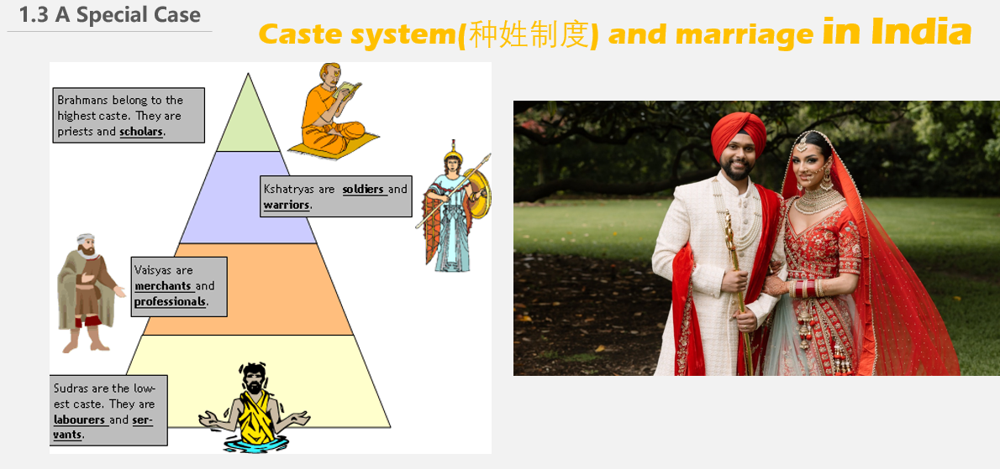 1.3 A Special Case
Caste system(种姓制度) and marriage in India
Brahmans belong to the
highest caste. They are
priests and scholars.
Kshatryas are soldiers and
warriors.
Vaisyas are
merchants and
professionals.
Sudras are the low-
est caste. They are
labourers and ser-
vants.